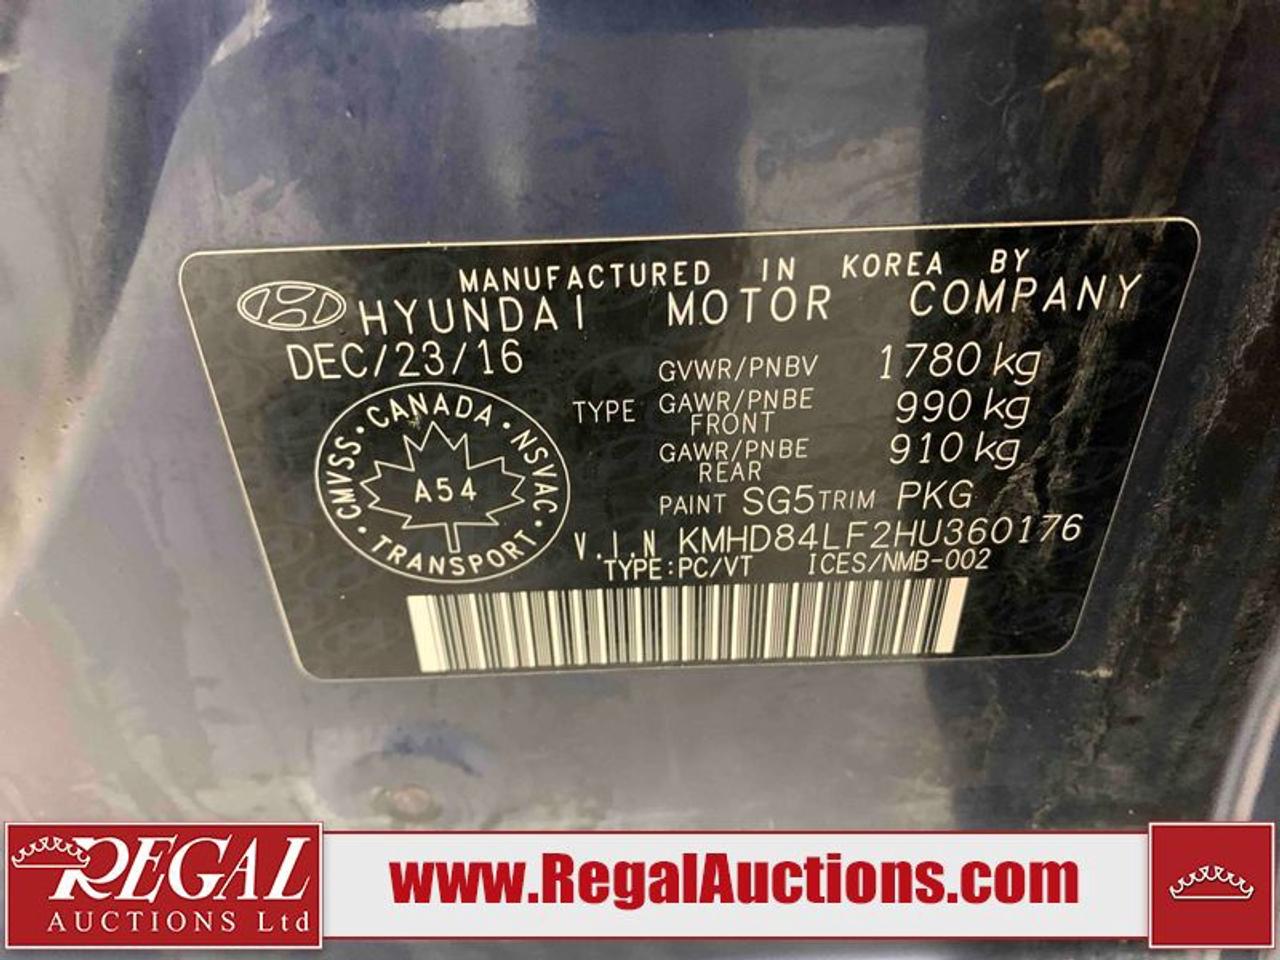 MANUFACTURED IN KOREA BY
HYUNDAI MOTOR COMPANY
DEC/23/16
GVWR/PNBV 1780 kg
TYPE GAWR/PNBE FRONT 990 kg
GAWR/PNBE REAR 910 kg
PAINT SG5 TRIM PKG
V.I.N KMHD84LF2HU360176
TYPE:PC/VT ICES/NMB-002
CANADA · NSVAC · TRANSPORT · CMVSS ·
A54
REGAL
AUCTIONS Ltd
www.RegalAuctions.com